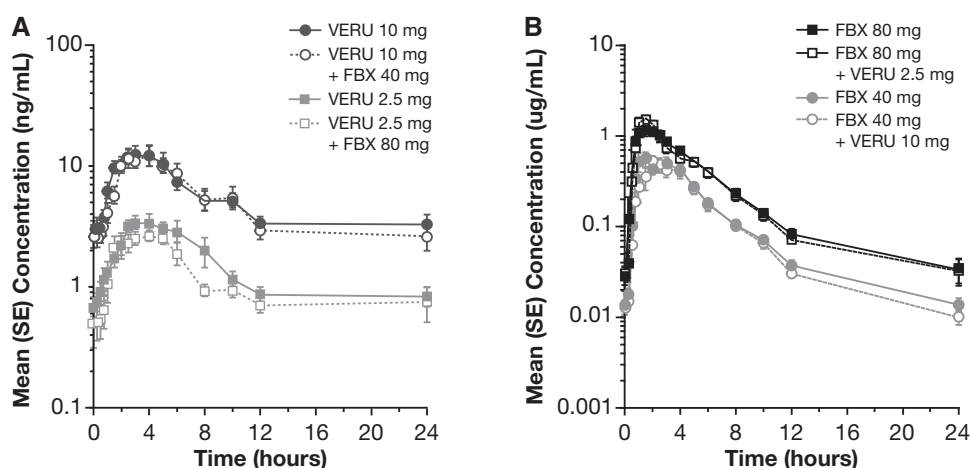 A
Mean (SE) Concentration (ng/mL)
100
10
1
0.1
0 4 8 12 16 20 24
Time (hours)
VERU 10 mg
VERU 10 mg
+ FBX 40 mg
VERU 2.5 mg
VERU 2.5 mg
+ FBX 80 mg
B
Mean (SE) Concentration (ug/mL)
10
1
0.1
0.01
0.001
0 4 8 12 16 20 24
Time (hours)
FBX 80 mg
FBX 80 mg
+ VERU 2.5 mg
FBX 40 mg
FBX 40 mg
+ VERU 10 mg